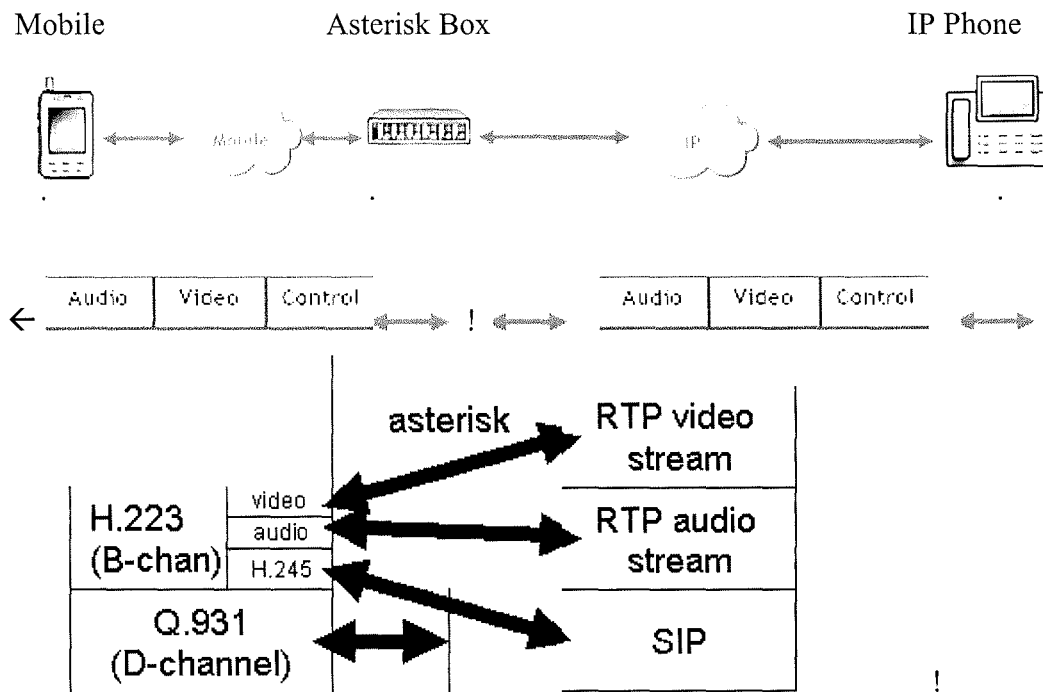 Mobile Asterisk Box IP Phone
Mobile IP
Audio Video Control Audio Video Control
← ! 
asterisk
RTP video
stream
H.223
(B-chan)
video
audio
H.245
RTP audio
stream
Q.931
(D-channel)
SIP
!